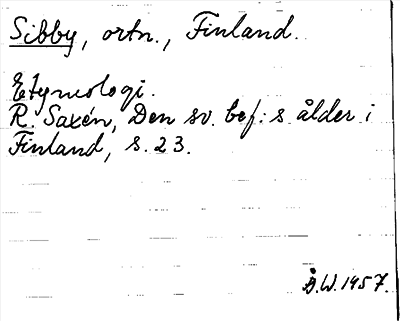 Sibby, ortn., Finland.
Etymologi.
R. Saxén, Den sv. bef:s ålder i
Finland, s. 23.
Å.W. 1957.